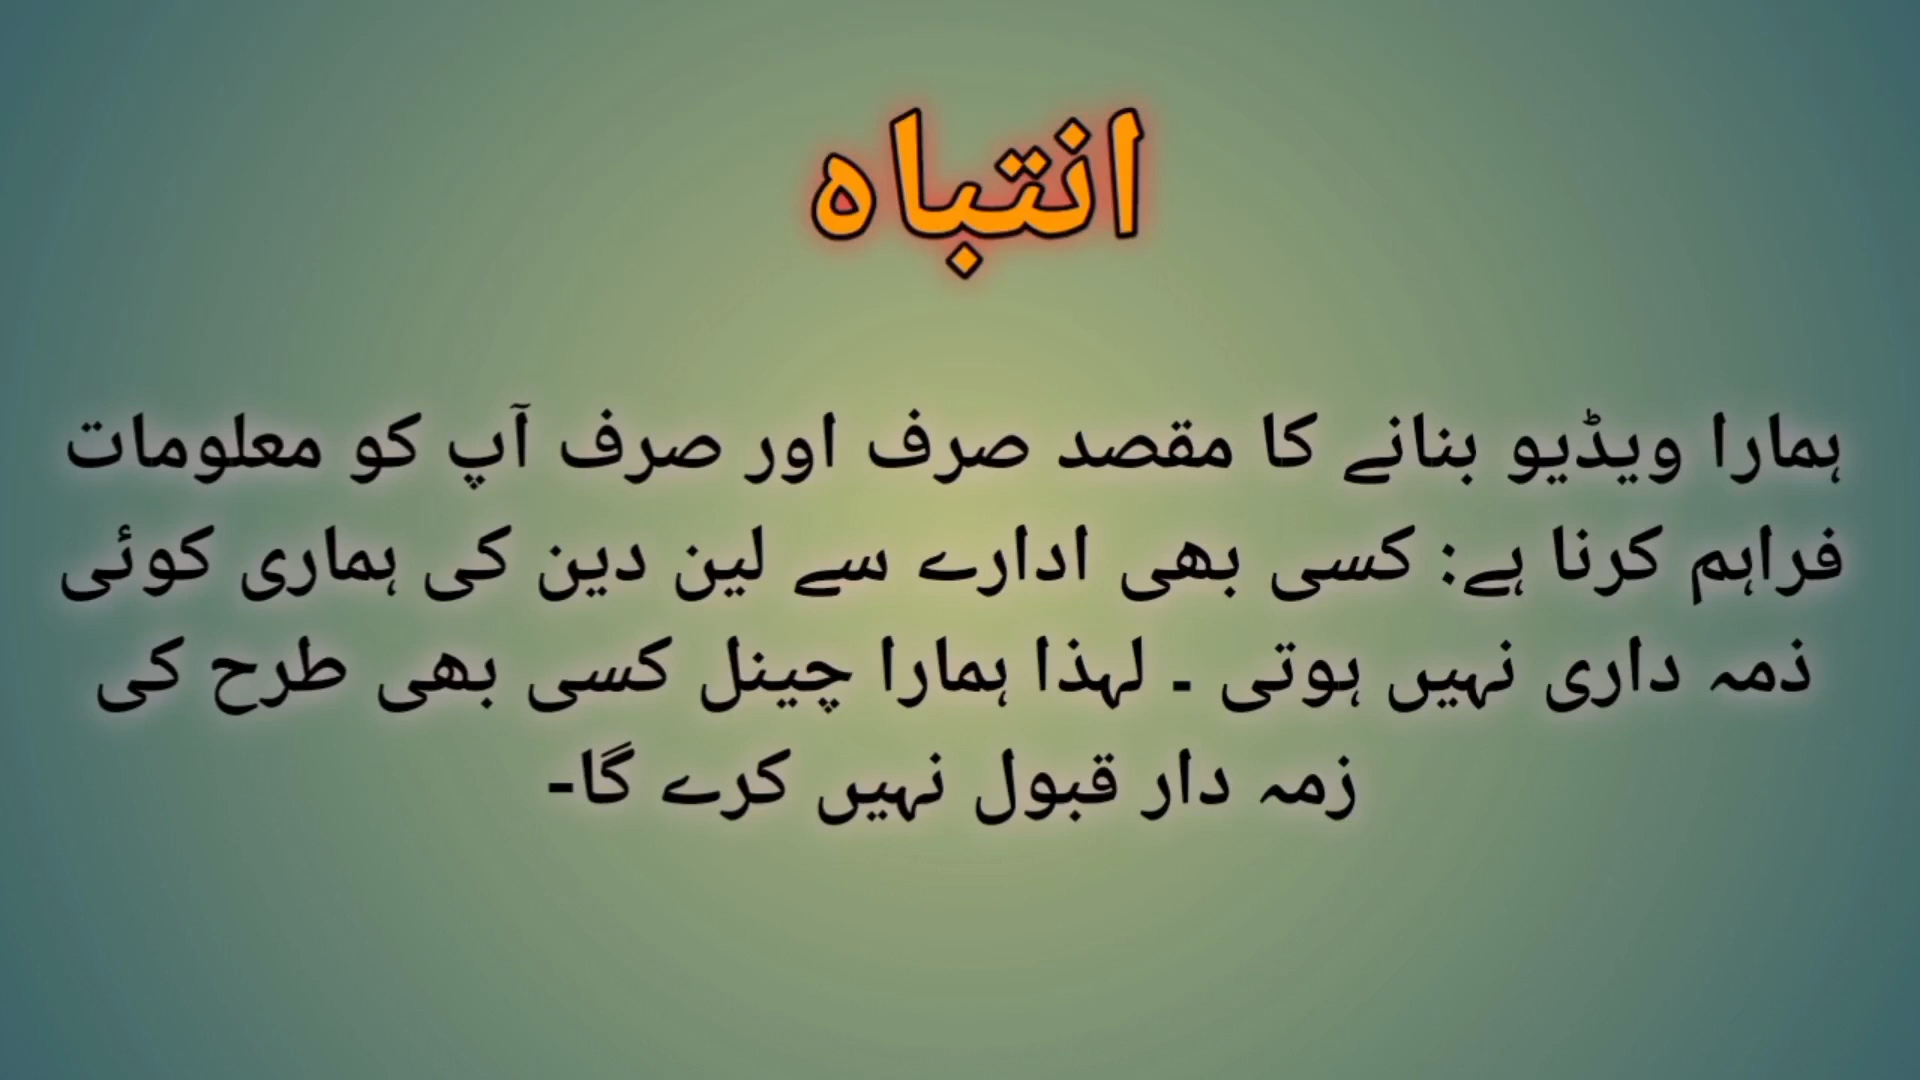 انتباہ
ہمارا ویڈیو بنانے کا مقصد صرف اور صرف آپ کو معلومات
فراہم کرنا ہے: کسی بھی ادارے سے لین دین کی ہماری کوئی
ذمہ داری نہیں ہوتی ۔ لہذا ہمارا چینل کسی بھی طرح کی
زمہ دار قبول نہیں کرے گا-